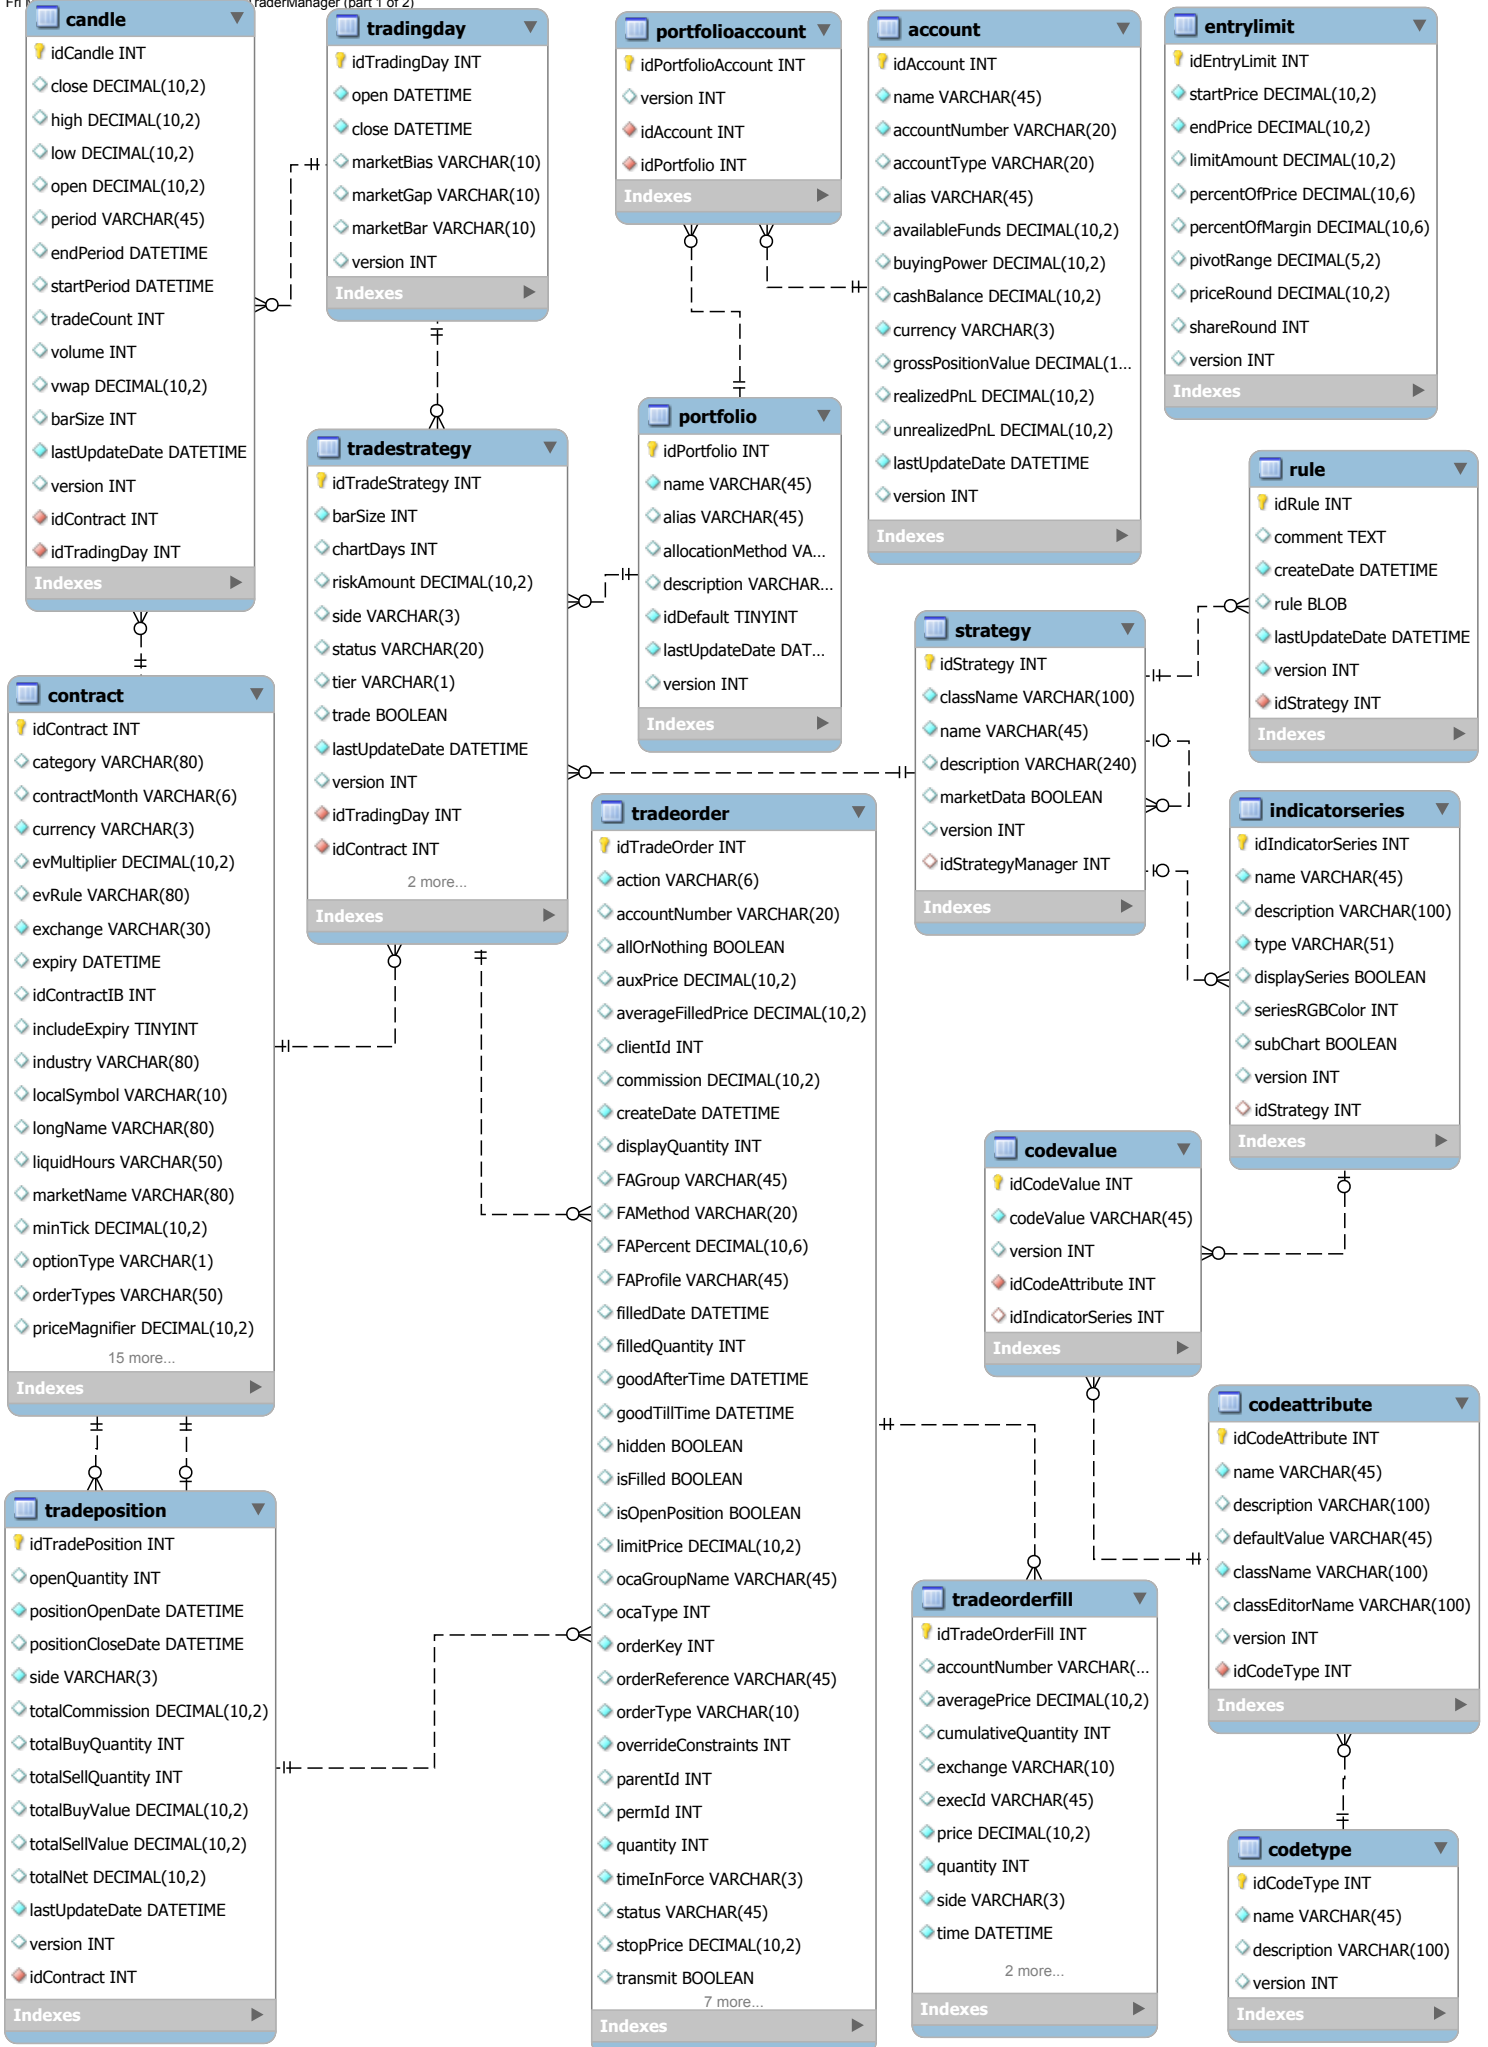 raderManager (part 1 of 2)
candle
idCandle INT
close DECIMAL(10,2)
high DECIMAL(10,2)
low DECIMAL(10,2)
open DECIMAL(10,2)
period VARCHAR(45)
endPeriod DATETIME
startPeriod DATETIME
tradeCount INT
volume INT
vwap DECIMAL(10,2)
barSize INT
lastUpdateDate DATETIME
version INT
idContract INT
idTradingDay INT
Indexes
tradingday
idTradingDay INT
open DATETIME
close DATETIME
marketBias VARCHAR(10)
marketGap VARCHAR(10)
marketBar VARCHAR(10)
version INT
Indexes
portfolioaccount
idPortfolioAccount INT
version INT
idAccount INT
idPortfolio INT
Indexes
account
idAccount INT
name VARCHAR(45)
accountNumber VARCHAR(20)
accountType VARCHAR(20)
alias VARCHAR(45)
availableFunds DECIMAL(10,2)
buyingPower DECIMAL(10,2)
cashBalance DECIMAL(10,2)
currency VARCHAR(3)
grossPositionValue DECIMAL(1...
realizedPnL DECIMAL(10,2)
unrealizedPnL DECIMAL(10,2)
lastUpdateDate DATETIME
version INT
Indexes
entrylimit
idEntryLimit INT
startPrice DECIMAL(10,2)
endPrice DECIMAL(10,2)
limitAmount DECIMAL(10,2)
percentOfPrice DECIMAL(10,6)
percentOfMargin DECIMAL(10,6)
pivotRange DECIMAL(5,2)
priceRound DECIMAL(10,2)
shareRound INT
version INT
Indexes
tradestrategy
idTradeStrategy INT
barSize INT
chartDays INT
riskAmount DECIMAL(10,2)
side VARCHAR(3)
status VARCHAR(20)
tier VARCHAR(1)
trade BOOLEAN
lastUpdateDate DATETIME
version INT
idTradingDay INT
idContract INT
2 more...
Indexes
portfolio
idPortfolio INT
name VARCHAR(45)
alias VARCHAR(45)
allocationMethod VA...
description VARCHAR...
idDefault TINYINT
lastUpdateDate DAT...
version INT
Indexes
rule
idRule INT
comment TEXT
createDate DATETIME
rule BLOB
lastUpdateDate DATETIME
version INT
idStrategy INT
Indexes
strategy
idStrategy INT
className VARCHAR(100)
name VARCHAR(45)
description VARCHAR(240)
marketData BOOLEAN
version INT
idStrategyManager INT
Indexes
contract
idContract INT
category VARCHAR(80)
contractMonth VARCHAR(6)
currency VARCHAR(3)
evMultiplier DECIMAL(10,2)
evRule VARCHAR(80)
exchange VARCHAR(30)
expiry DATETIME
idContractIB INT
includeExpiry TINYINT
industry VARCHAR(80)
localSymbol VARCHAR(10)
longName VARCHAR(80)
liquidHours VARCHAR(50)
marketName VARCHAR(80)
minTick DECIMAL(10,2)
optionType VARCHAR(1)
orderTypes VARCHAR(50)
priceMagnifier DECIMAL(10,2)
15 more...
Indexes
tradeorder
idTradeOrder INT
action VARCHAR(6)
accountNumber VARCHAR(20)
allOrNothing BOOLEAN
auxPrice DECIMAL(10,2)
averageFilledPrice DECIMAL(10,2)
clientId INT
commission DECIMAL(10,2)
createDate DATETIME
displayQuantity INT
FAGroup VARCHAR(45)
FAMethod VARCHAR(20)
FAPercent DECIMAL(10,6)
FAProfile VARCHAR(45)
filledDate DATETIME
filledQuantity INT
goodAfterTime DATETIME
goodTillTime DATETIME
hidden BOOLEAN
isFilled BOOLEAN
isOpenPosition BOOLEAN
limitPrice DECIMAL(10,2)
ocaGroupName VARCHAR(45)
ocaType INT
orderKey INT
orderReference VARCHAR(45)
orderType VARCHAR(10)
overrideConstraints INT
parentId INT
permId INT
quantity INT
timeInForce VARCHAR(3)
status VARCHAR(45)
stopPrice DECIMAL(10,2)
transmit BOOLEAN
7 more...
Indexes
indicatorseries
idIndicatorSeries INT
name VARCHAR(45)
description VARCHAR(100)
type VARCHAR(51)
displaySeries BOOLEAN
seriesRGBColor INT
subChart BOOLEAN
version INT
idStrategy INT
Indexes
codevalue
idCodeValue INT
codeValue VARCHAR(45)
version INT
idCodeAttribute INT
idIndicatorSeries INT
Indexes
codeattribute
idCodeAttribute INT
name VARCHAR(45)
description VARCHAR(100)
defaultValue VARCHAR(45)
className VARCHAR(100)
classEditorName VARCHAR(100)
version INT
idCodeType INT
Indexes
tradeposition
idTradePosition INT
openQuantity INT
positionOpenDate DATETIME
positionCloseDate DATETIME
side VARCHAR(3)
totalCommission DECIMAL(10,2)
totalBuyQuantity INT
totalSellQuantity INT
totalBuyValue DECIMAL(10,2)
totalSellValue DECIMAL(10,2)
totalNet DECIMAL(10,2)
lastUpdateDate DATETIME
version INT
idContract INT
Indexes
tradeorderfill
idTradeOrderFill INT
accountNumber VARCHAR(...
averagePrice DECIMAL(10,2)
cumulativeQuantity INT
exchange VARCHAR(10)
execId VARCHAR(45)
price DECIMAL(10,2)
quantity INT
side VARCHAR(3)
time DATETIME
2 more...
Indexes
codetype
idCodeType INT
name VARCHAR(45)
description VARCHAR(100)
version INT
Indexes